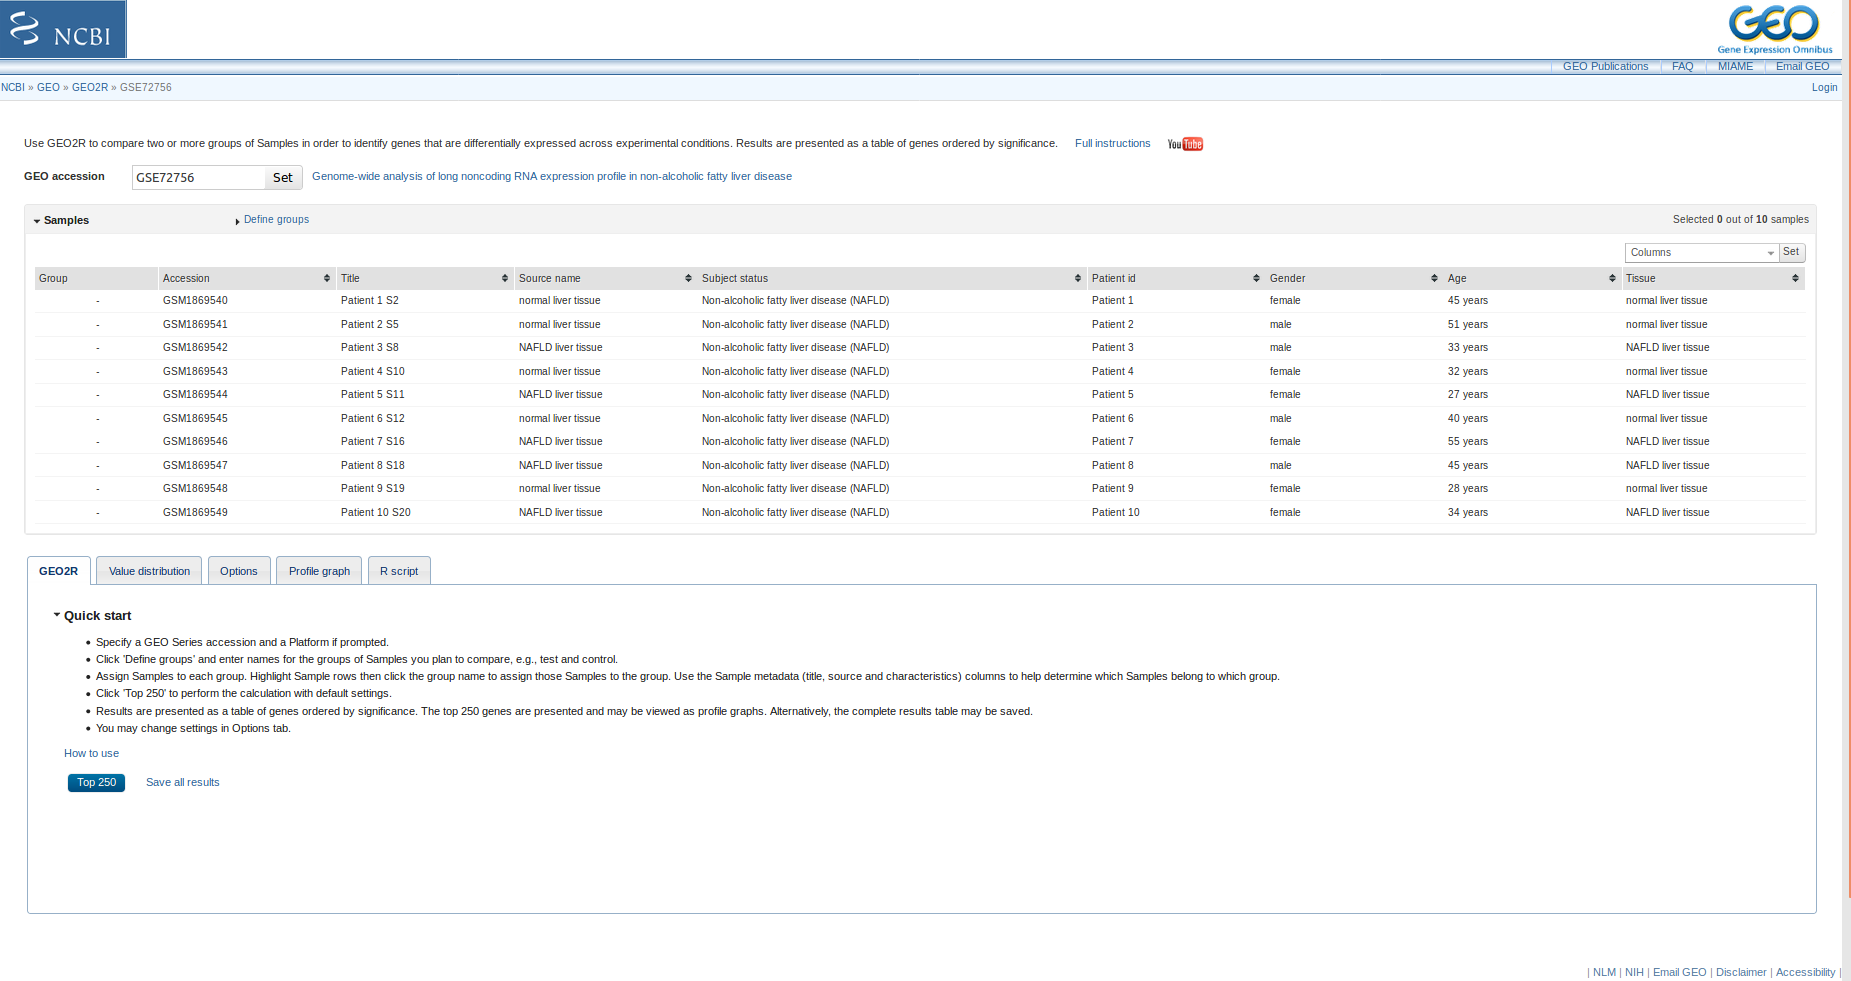 NCBI
GEO
Gene Expression Omnibus
GEO Publications | FAQ | MIAME | Email GEO
NCBI » GEO » GEO2R » GSE72756 Login
Use GEO2R to compare two or more groups of Samples in order to identify genes that are differentially expressed across experimental conditions. Results are presented as a table of genes ordered by significance. Full instructions YouTube
GEO accession GSE72756 Set Genome-wide analysis of long noncoding RNA expression profile in non-alcoholic fatty liver disease
Samples Define groups Selected 0 out of 10 samples
Columns Set
Group Accession Title Source name Subject status Patient id Gender Age Tissue
- GSM1869540 Patient 1 S2 normal liver tissue Non-alcoholic fatty liver disease (NAFLD) Patient 1 female 45 years normal liver tissue
- GSM1869541 Patient 2 S5 normal liver tissue Non-alcoholic fatty liver disease (NAFLD) Patient 2 male 51 years normal liver tissue
- GSM1869542 Patient 3 S8 NAFLD liver tissue Non-alcoholic fatty liver disease (NAFLD) Patient 3 male 33 years NAFLD liver tissue
- GSM1869543 Patient 4 S10 normal liver tissue Non-alcoholic fatty liver disease (NAFLD) Patient 4 female 32 years normal liver tissue
- GSM1869544 Patient 5 S11 NAFLD liver tissue Non-alcoholic fatty liver disease (NAFLD) Patient 5 female 27 years NAFLD liver tissue
- GSM1869545 Patient 6 S12 normal liver tissue Non-alcoholic fatty liver disease (NAFLD) Patient 6 male 40 years normal liver tissue
- GSM1869546 Patient 7 S16 NAFLD liver tissue Non-alcoholic fatty liver disease (NAFLD) Patient 7 female 55 years NAFLD liver tissue
- GSM1869547 Patient 8 S18 NAFLD liver tissue Non-alcoholic fatty liver disease (NAFLD) Patient 8 male 45 years NAFLD liver tissue
- GSM1869548 Patient 9 S19 normal liver tissue Non-alcoholic fatty liver disease (NAFLD) Patient 9 female 28 years normal liver tissue
- GSM1869549 Patient 10 S20 NAFLD liver tissue Non-alcoholic fatty liver disease (NAFLD) Patient 10 female 34 years NAFLD liver tissue
GEO2R Value distribution Options Profile graph R script
Quick start
• Specify a GEO Series accession and a Platform if prompted.
• Click 'Define groups' and enter names for the groups of Samples you plan to compare, e.g., test and control.
• Assign Samples to each group. Highlight Sample rows then click the group name to assign those Samples to the group. Use the Sample metadata (title, source and characteristics) columns to help determine which Samples belong to which group.
• Click 'Top 250' to perform the calculation with default settings.
• Results are presented as a table of genes ordered by significance. The top 250 genes are presented and may be viewed as profile graphs. Alternatively, the complete results table may be saved.
• You may change settings in Options tab.
How to use
Top 250 Save all results
| NLM | NIH | Email GEO | Disclaimer | Accessibility |